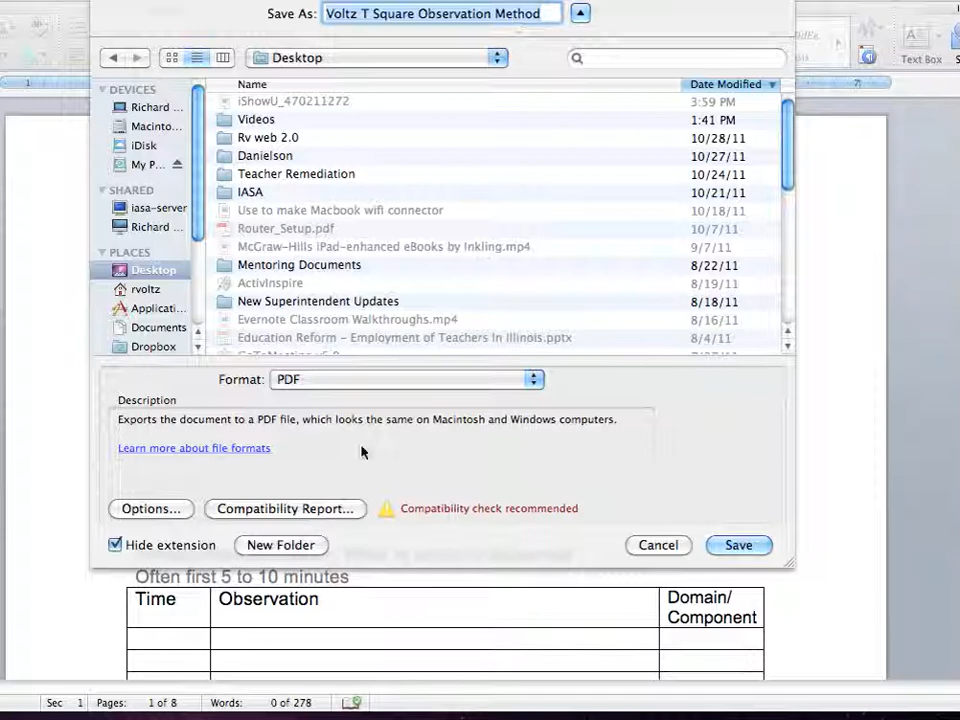 Save As: Voltz T Square Observation Method
Desktop
1
7
Text Box
DEVICES
Richard ...
Macinto...
iDisk
My P...
SHARED
iasa-server
Richard ...
PLACES
Desktop
rvoltz
Applicati...
Documents
Dropbox
Name Date Modified
iShowU_470211272 3:59 PM
Videos 1:41 PM
Rv web 2.0 10/28/11
Danielson 10/27/11
Teacher Remediation 10/24/11
IASA 10/21/11
Use to make Macbook wifi connector 10/18/11
Router_Setup.pdf 10/7/11
McGraw-Hills iPad-enhanced eBooks by Inkling.mp4 9/7/11
Mentoring Documents 8/22/11
ActivInspire 8/19/11
New Superintendent Updates 8/18/11
Evernote Classroom Walkthroughs.mp4 8/16/11
Education Reform - Employment of Teachers in Illinois.pptx 8/4/11
Format: PDF
Description
Exports the document to a PDF file, which looks the same on Macintosh and Windows computers.
Learn more about file formats
Options... Compatibility Report... Compatibility check recommended
Hide extension New Folder Cancel Save
Often first 5 to 10 minutes
Time Observation Domain/
Component
Sec 1 Pages: 1 of 8 Words: 0 of 278